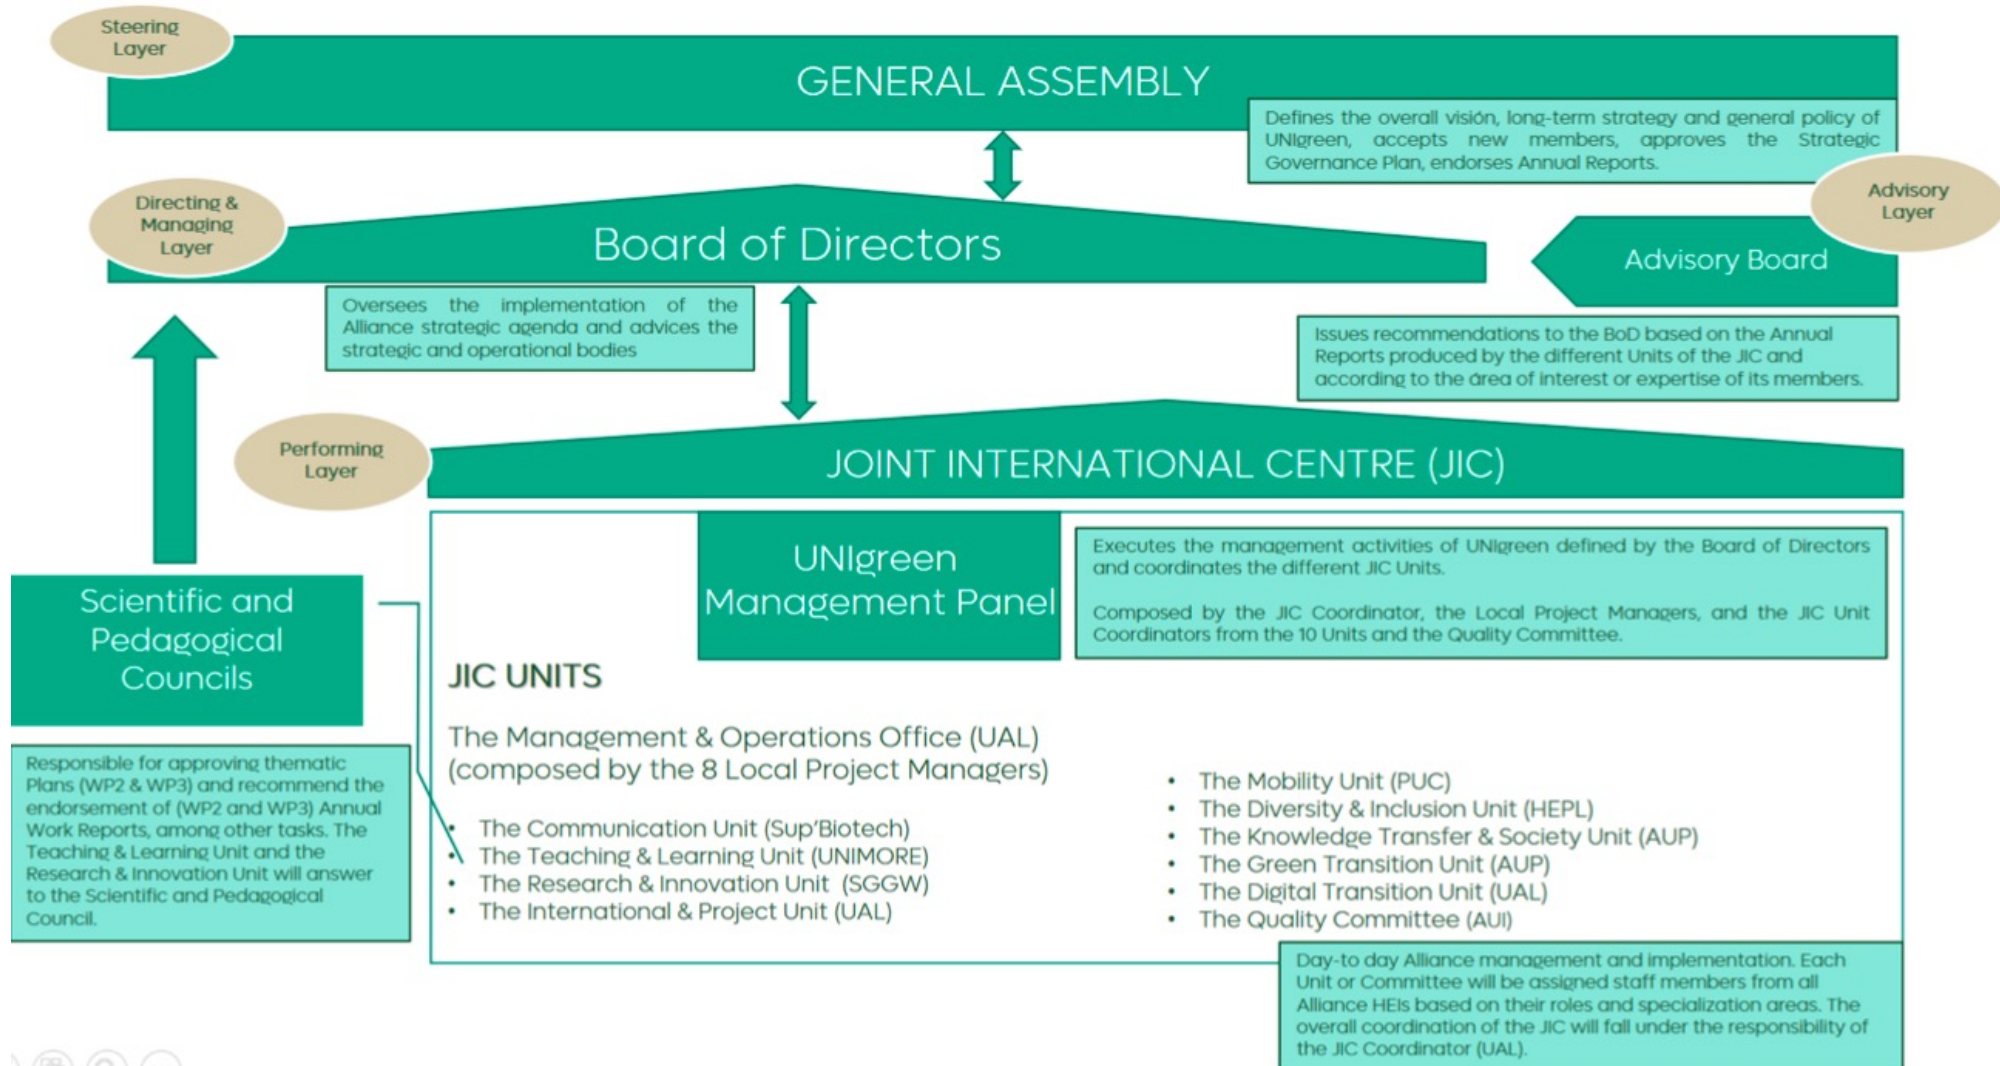 Steering
Layer
GENERAL ASSEMBLY
Defines the overall visión, long-term strategy and general policy of
UNIgreen, accepts new members, approves the Strategic
Governance Plan, endorses Annual Reports.
Directing &
Managing
Layer
Board of Directors
Advisory
Layer
Advisory Board
Oversees the implementation of the
Alliance strategic agenda and advices the
strategic and operational bodies
Issues recommendations to the BoD based on the Annual
Reports produced by the different Units of the JIC and
according to the área of interest or expertise of its members.
Performing
Layer
JOINT INTERNATIONAL CENTRE (JIC)
UNIgreen
Management Panel
Executes the management activities of UNIgreen defined by the Board of Directors
and coordinates the different JIC Units.
Composed by the JIC Coordinator, the Local Project Managers, and the JIC Unit
Coordinators from the 10 Units and the Quality Committee.
Scientific and
Pedagogical
Councils
Responsible for approving thematic
Plans (WP2 & WP3) and recommend the
endorsement of (WP2 and WP3) Annual
Work Reports, among other tasks. The
Teaching & Learning Unit and the
Research & Innovation Unit will answer
to the Scientific and Pedagogical
Council.
JIC UNITS
The Management & Operations Office (UAL)
(composed by the 8 Local Project Managers)
• The Communication Unit (Sup'Biotech)
• The Teaching & Learning Unit (UNIMORE)
• The Research & Innovation Unit (SGGW)
• The International & Project Unit (UAL)
• The Mobility Unit (PUC)
• The Diversity & Inclusion Unit (HEPL)
• The Knowledge Transfer & Society Unit (AUP)
• The Green Transition Unit (AUP)
• The Digital Transition Unit (UAL)
• The Quality Committee (AUI)
Day-to day Alliance management and implementation. Each
Unit or Committee will be assigned staff members from all
Alliance HEIs based on their roles and specialization areas. The
overall coordination of the JIC will fall under the responsibility of
the JIC Coordinator (UAL).